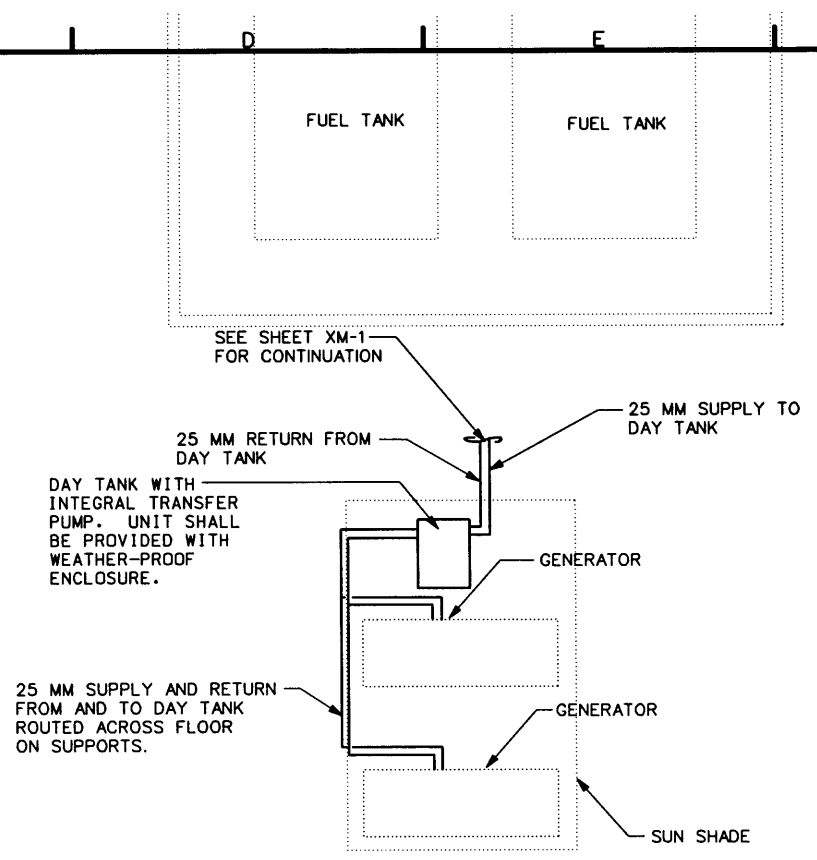 D
E
FUEL TANK
FUEL TANK
SEE SHEET XM-1
FOR CONTINUATION
25 MM SUPPLY TO
DAY TANK
25 MM RETURN FROM
DAY TANK
DAY TANK WITH
INTEGRAL TRANSFER
PUMP. UNIT SHALL
BE PROVIDED WITH
WEATHER-PROOF
ENCLOSURE.
GENERATOR
25 MM SUPPLY AND RETURN
FROM AND TO DAY TANK
ROUTED ACROSS FLOOR
ON SUPPORTS.
GENERATOR
SUN SHADE